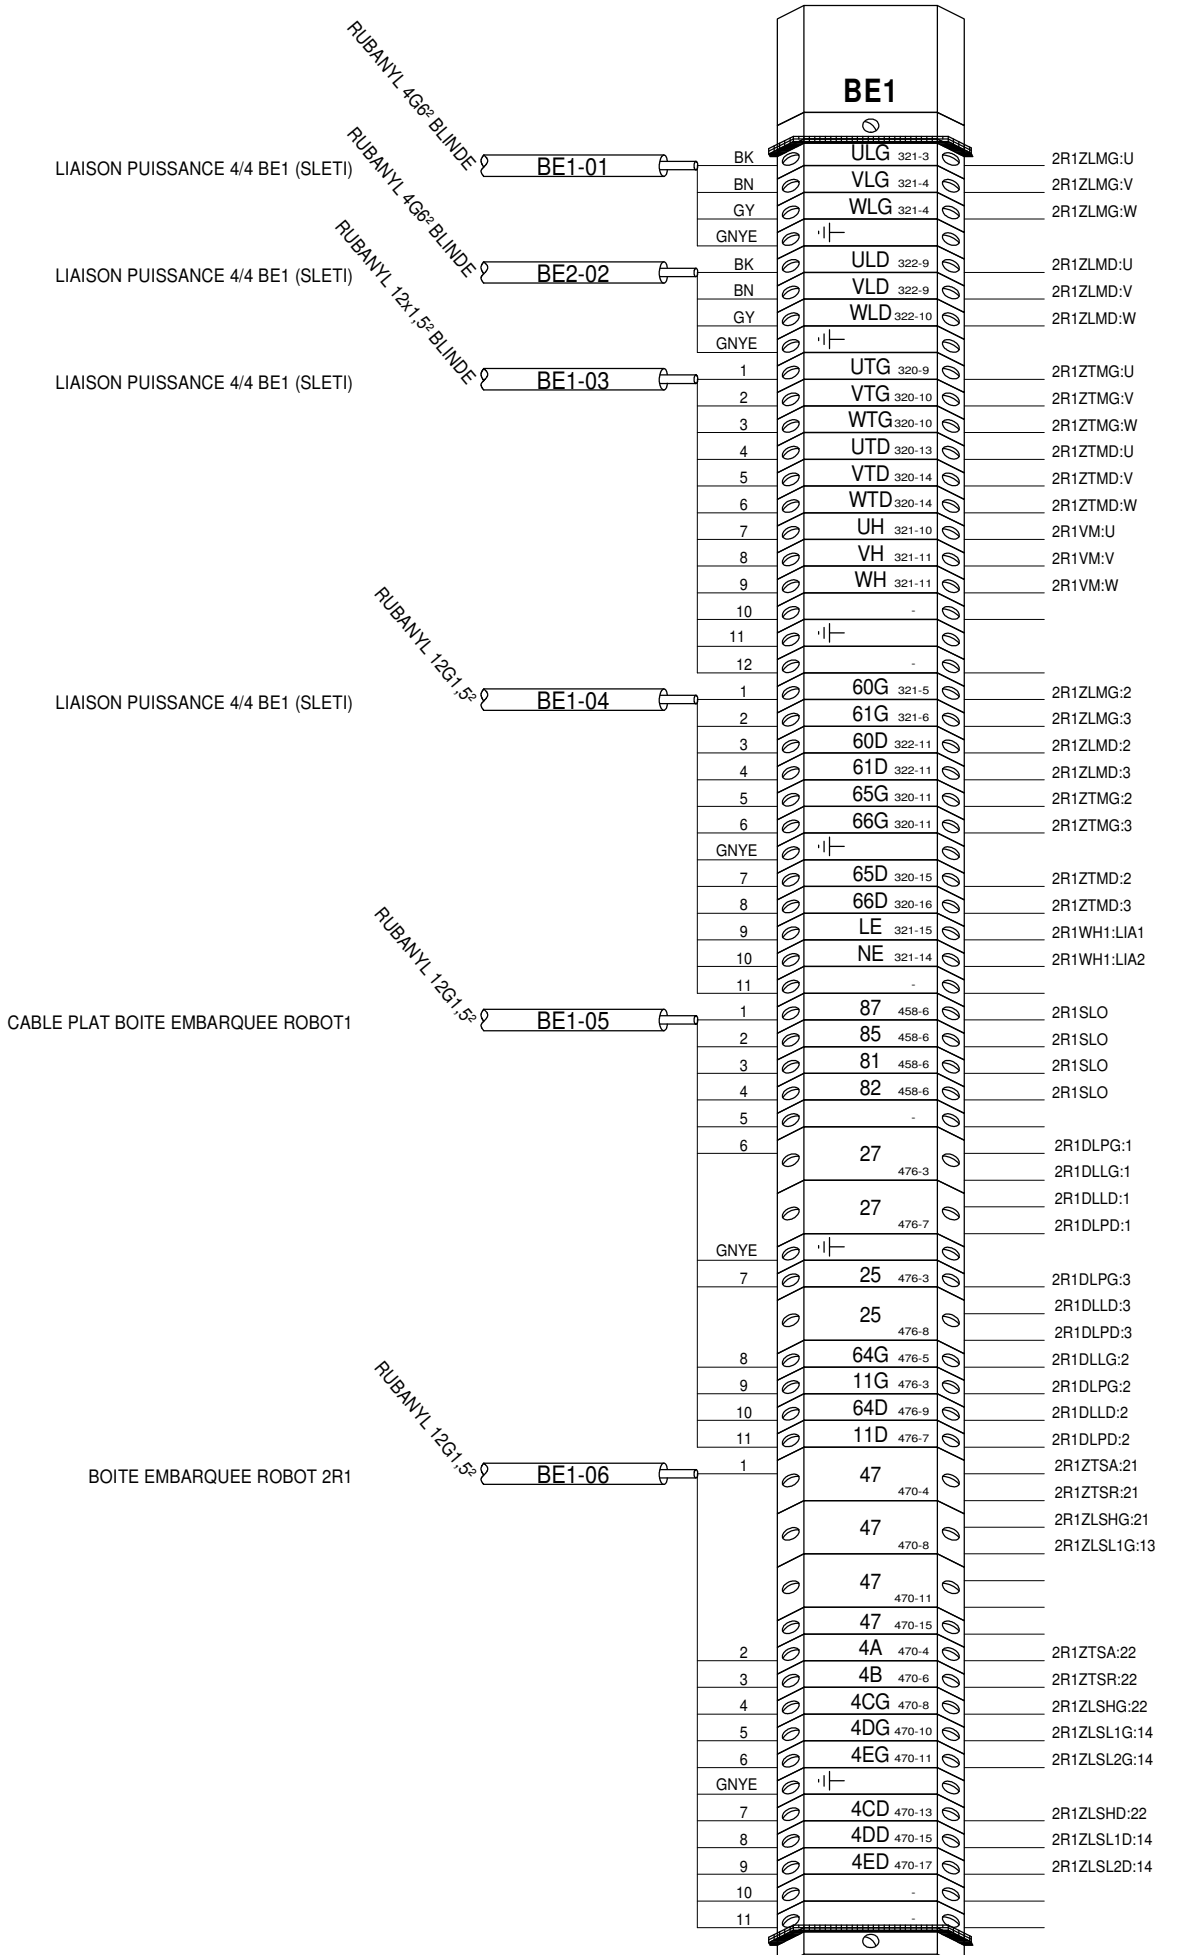 BE1
RUBANYL 4G6² BLINDE
LIAISON PUISSANCE 4/4 BE1 (SLETI) BE1-01 BK ULG 321-3 2R1ZLMG:U
BN VLG 321-4 2R1ZLMG:V
GY WLG 321-4 2R1ZLMG:W
GNYE
RUBANYL 4G6² BLINDE
LIAISON PUISSANCE 4/4 BE1 (SLETI) BE2-02 BK ULD 322-9 2R1ZLMD:U
BN VLD 322-9 2R1ZLMD:V
GY WLD 322-10 2R1ZLMD:W
GNYE
RUBANYL 12x1,5² BLINDE
LIAISON PUISSANCE 4/4 BE1 (SLETI) BE1-03 1 UTG 320-9 2R1ZTMG:U
2 VTG 320-10 2R1ZTMG:V
3 WTG 320-10 2R1ZTMG:W
4 UTD 320-13 2R1ZTMD:U
5 VTD 320-14 2R1ZTMD:V
6 WTD 320-14 2R1ZTMD:W
7 UH 321-10 2R1VM:U
8 VH 321-11 2R1VM:V
9 WH 321-11 2R1VM:W
10 -
11
12 -
RUBANYL 12G1,5²
LIAISON PUISSANCE 4/4 BE1 (SLETI) BE1-04 1 60G 321-5 2R1ZLMG:2
2 61G 321-6 2R1ZLMG:3
3 60D 322-11 2R1ZLMD:2
4 61D 322-11 2R1ZLMD:3
5 65G 320-11 2R1ZTMG:2
6 66G 320-11 2R1ZTMG:3
GNYE
7 65D 320-15 2R1ZTMD:2
8 66D 320-16 2R1ZTMD:3
9 LE 321-15 2R1WH1:LIA1
10 NE 321-14 2R1WH1:LIA2
11 -
RUBANYL 12G1,5²
CABLE PLAT BOITE EMBARQUEE ROBOT1 BE1-05 1 87 458-6 2R1SLO
2 85 458-6 2R1SLO
3 81 458-6 2R1SLO
4 82 458-6 2R1SLO
5 -
6 27 476-3 2R1DLPG:1
2R1DLLG:1
27 476-7 2R1DLLD:1
2R1DLPD:1
GNYE
7 25 476-3 2R1DLPG:3
25 476-8 2R1DLLD:3
2R1DLPD:3
8 64G 476-5 2R1DLLG:2
9 11G 476-3 2R1DLPG:2
10 64D 476-9 2R1DLLD:2
11 11D 476-7 2R1DLPD:2
RUBANYL 12G1,5²
BOITE EMBARQUEE ROBOT 2R1 BE1-06 1 47 470-4 2R1ZTSA:21
2R1ZTSR:21
47 470-8 2R1ZLSHG:21
2R1ZLSL1G:13
47 470-11
47 470-15
2 4A 470-4 2R1ZTSA:22
3 4B 470-6 2R1ZTSR:22
4 4CG 470-8 2R1ZLSHG:22
5 4DG 470-10 2R1ZLSL1G:14
6 4EG 470-11 2R1ZLSL2G:14
GNYE
7 4CD 470-13 2R1ZLSHD:22
8 4DD 470-15 2R1ZLSL1D:14
9 4ED 470-17 2R1ZLSL2D:14
10 -
11 -